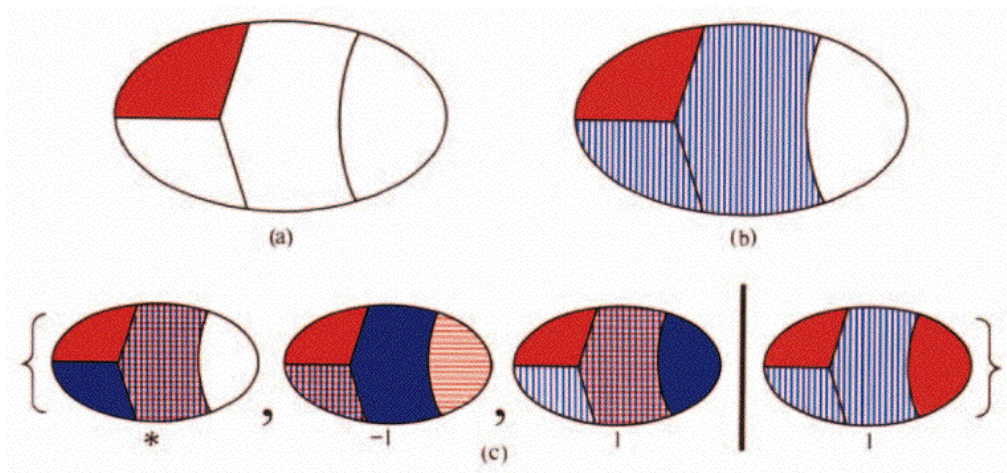 (a) (b)
{ , , | }
* -1 1 1
(c)